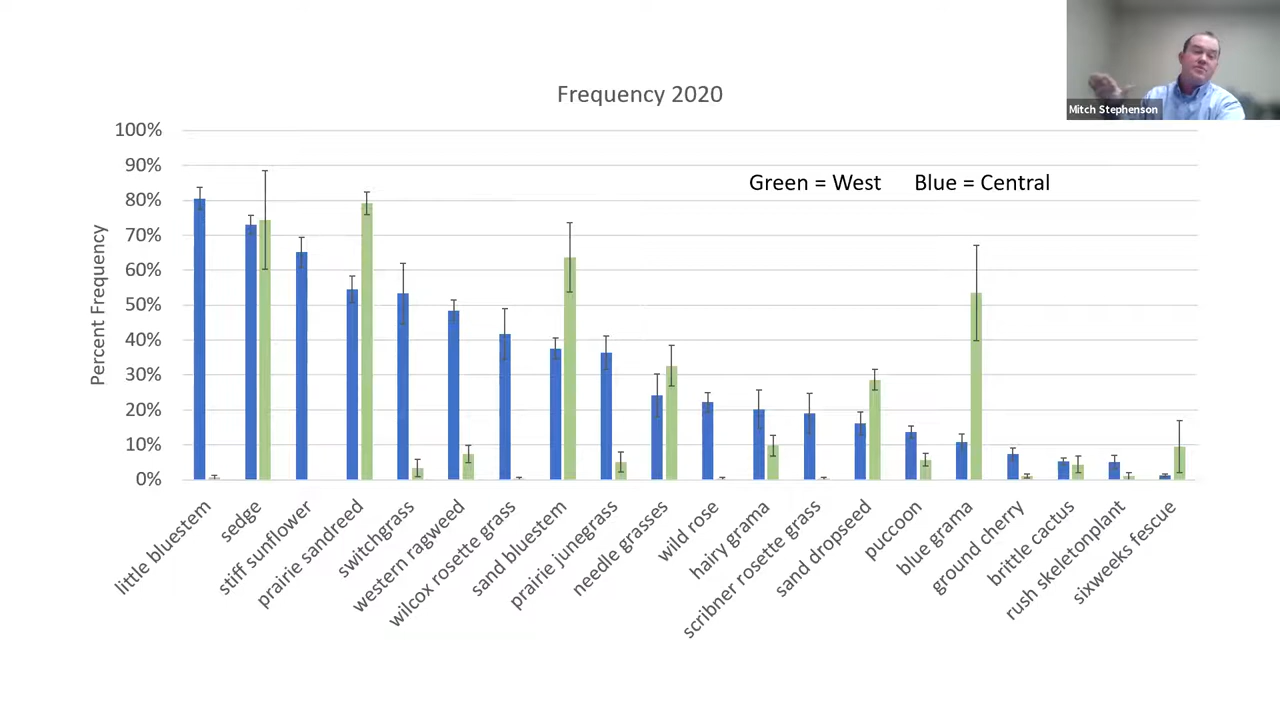 Mitch Stephenson
Frequency 2020
Green = West Blue = Central
Percent Frequency
100%
90%
80%
70%
60%
50%
40%
30%
20%
10%
0%
little bluestem
sedge
stiff sunflower
prairie sandreed
switchgrass
western ragweed
wilcox rosette grass
sand bluestem
prairie junegrass
needle grasses
wild rose
hairy grama
scribner rosette grass
sand dropseed
puccoon
blue grama
ground cherry
brittle cactus
rush skeletonplant
sixweeks fescue